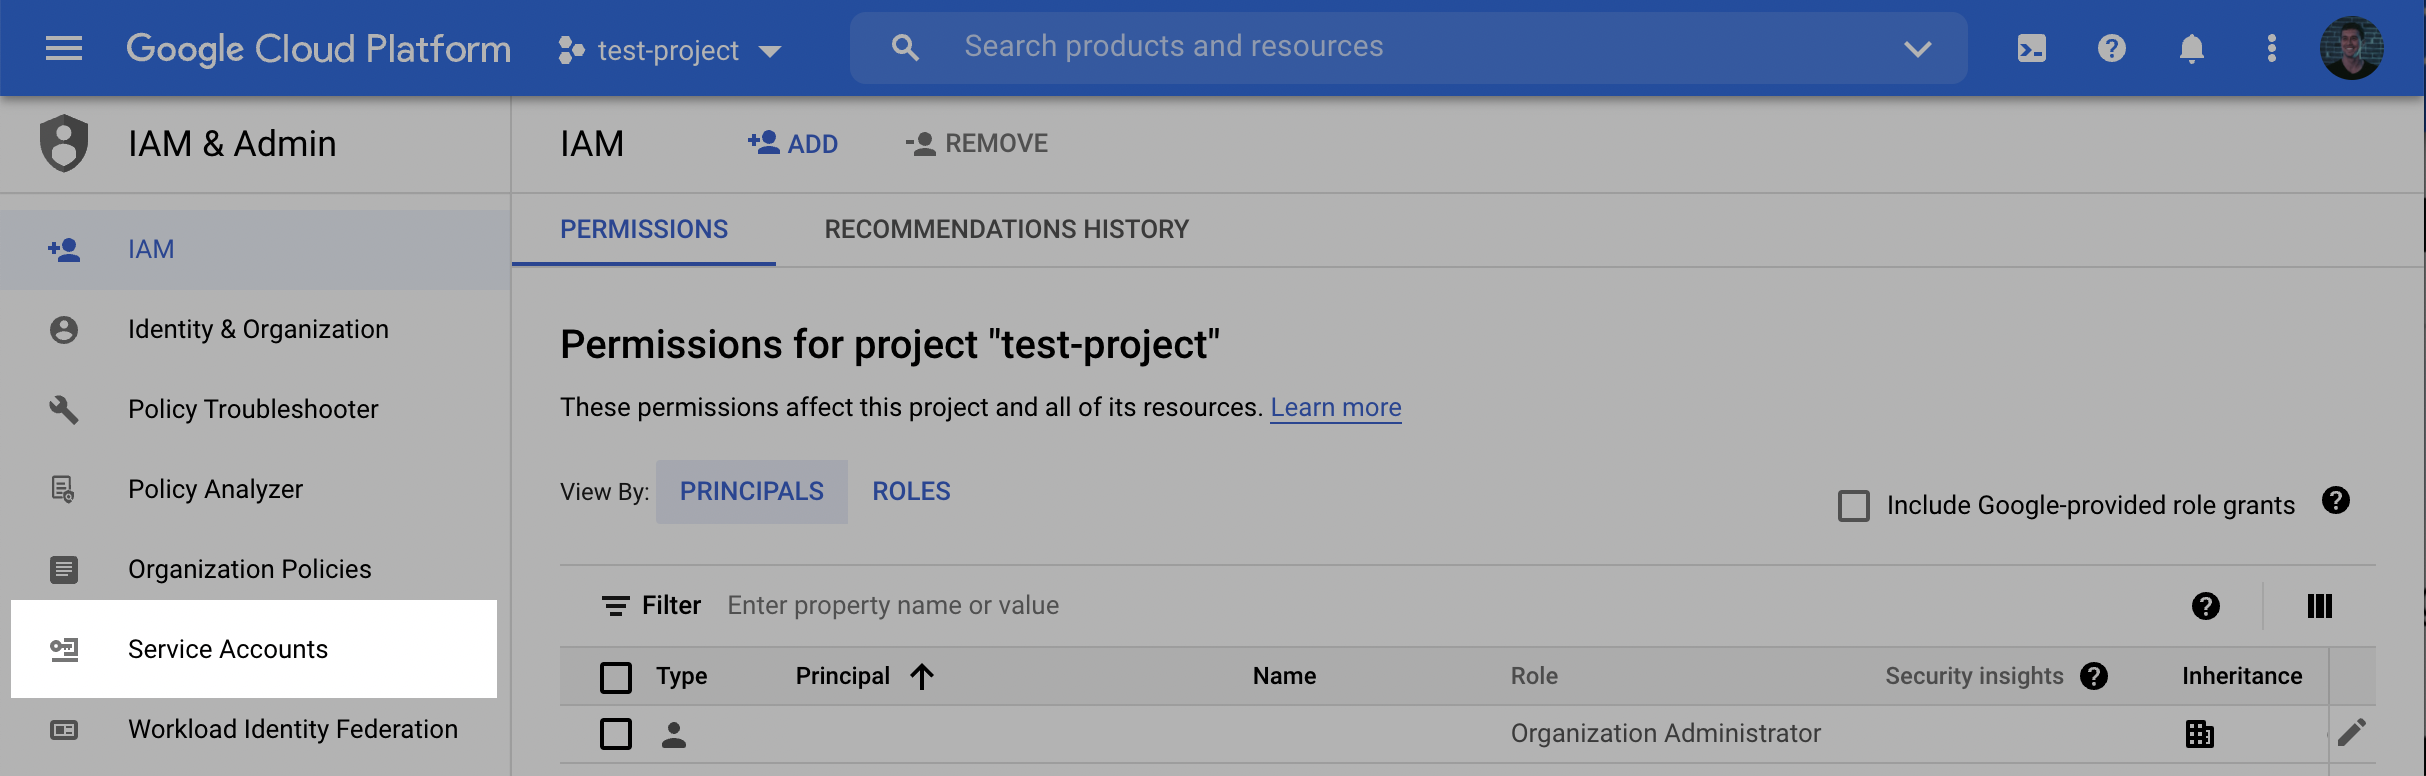 Google Cloud Platform
test-project
Search products and resources
IAM & Admin
IAM
ADD
REMOVE
IAM
Identity & Organization
Policy Troubleshooter
Policy Analyzer
Organization Policies
Service Accounts
Workload Identity Federation
PERMISSIONS
RECOMMENDATIONS HISTORY
Permissions for project "test-project"
These permissions affect this project and all of its resources. Learn more
View By: PRINCIPALS ROLES
Include Google-provided role grants
Filter Enter property name or value
Type Principal Name Role Security insights Inheritance
Organization Administrator